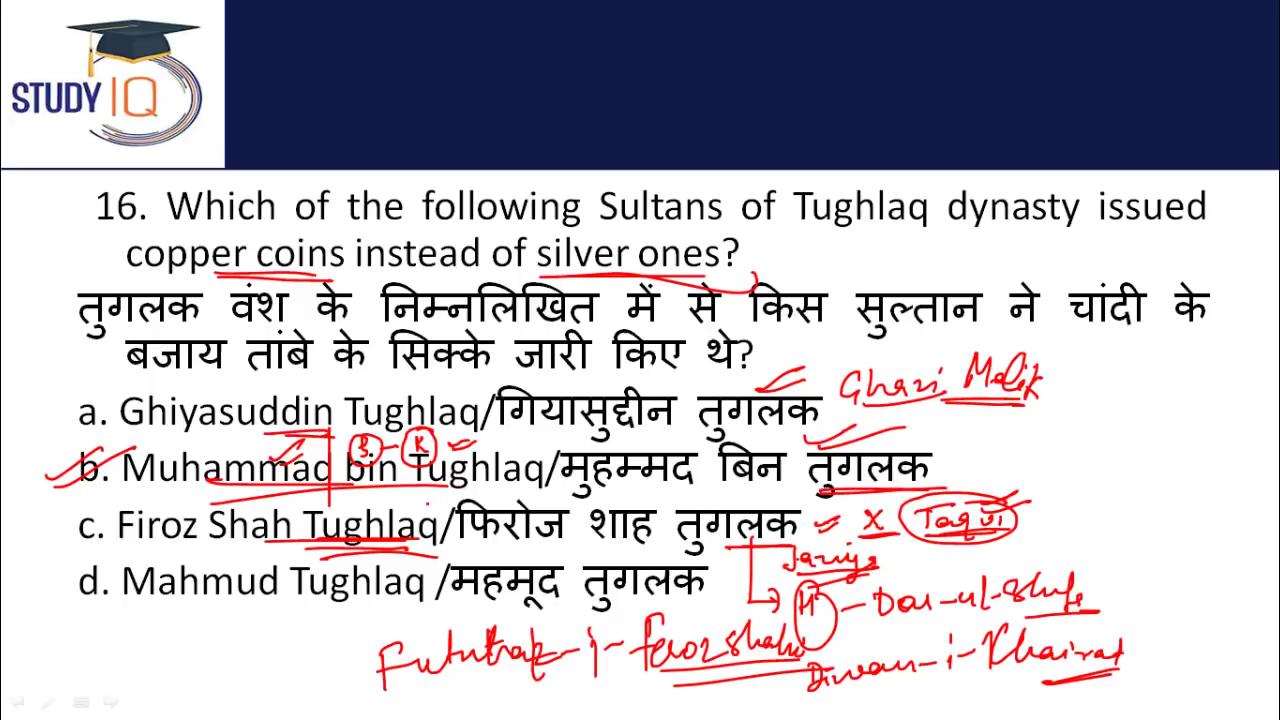 STUDY IQ
16. Which of the following Sultans of Tughlaq dynasty issued
copper coins instead of silver ones?
तुगलक वंश के निम्नलिखित में से किस सुल्तान ने चांदी के
बजाय तांबे के सिक्के जारी किए थे?
Ghazi Malik
a. Ghiyasuddin Tughlaq/गियासुद्दीन तुगलक
K
b. Muhammad bin Tughlaq/मुहम्मद बिन तुगलक
c. Firoz Shah Tughlaq/फिरोज शाह तुगलक X Taqui
Jaziya
d. Mahmud Tughlaq /महमूद तुगलक
H - Dar-ul-Shifa
Diwan-i-Khairat